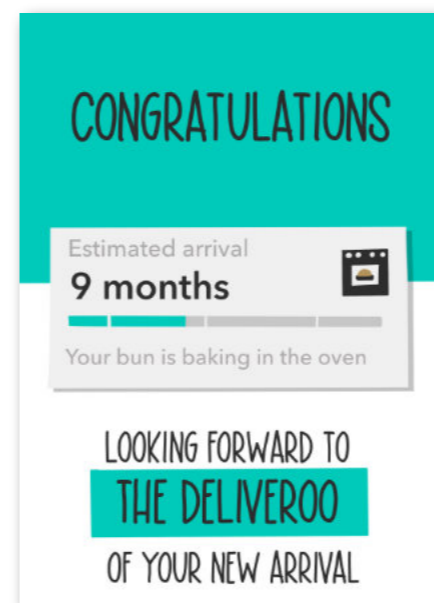 CONGRATULATIONS
Estimated arrival
9 months
Your bun is baking in the oven
LOOKING FORWARD TO
THE DELIVEROO
OF YOUR NEW ARRIVAL